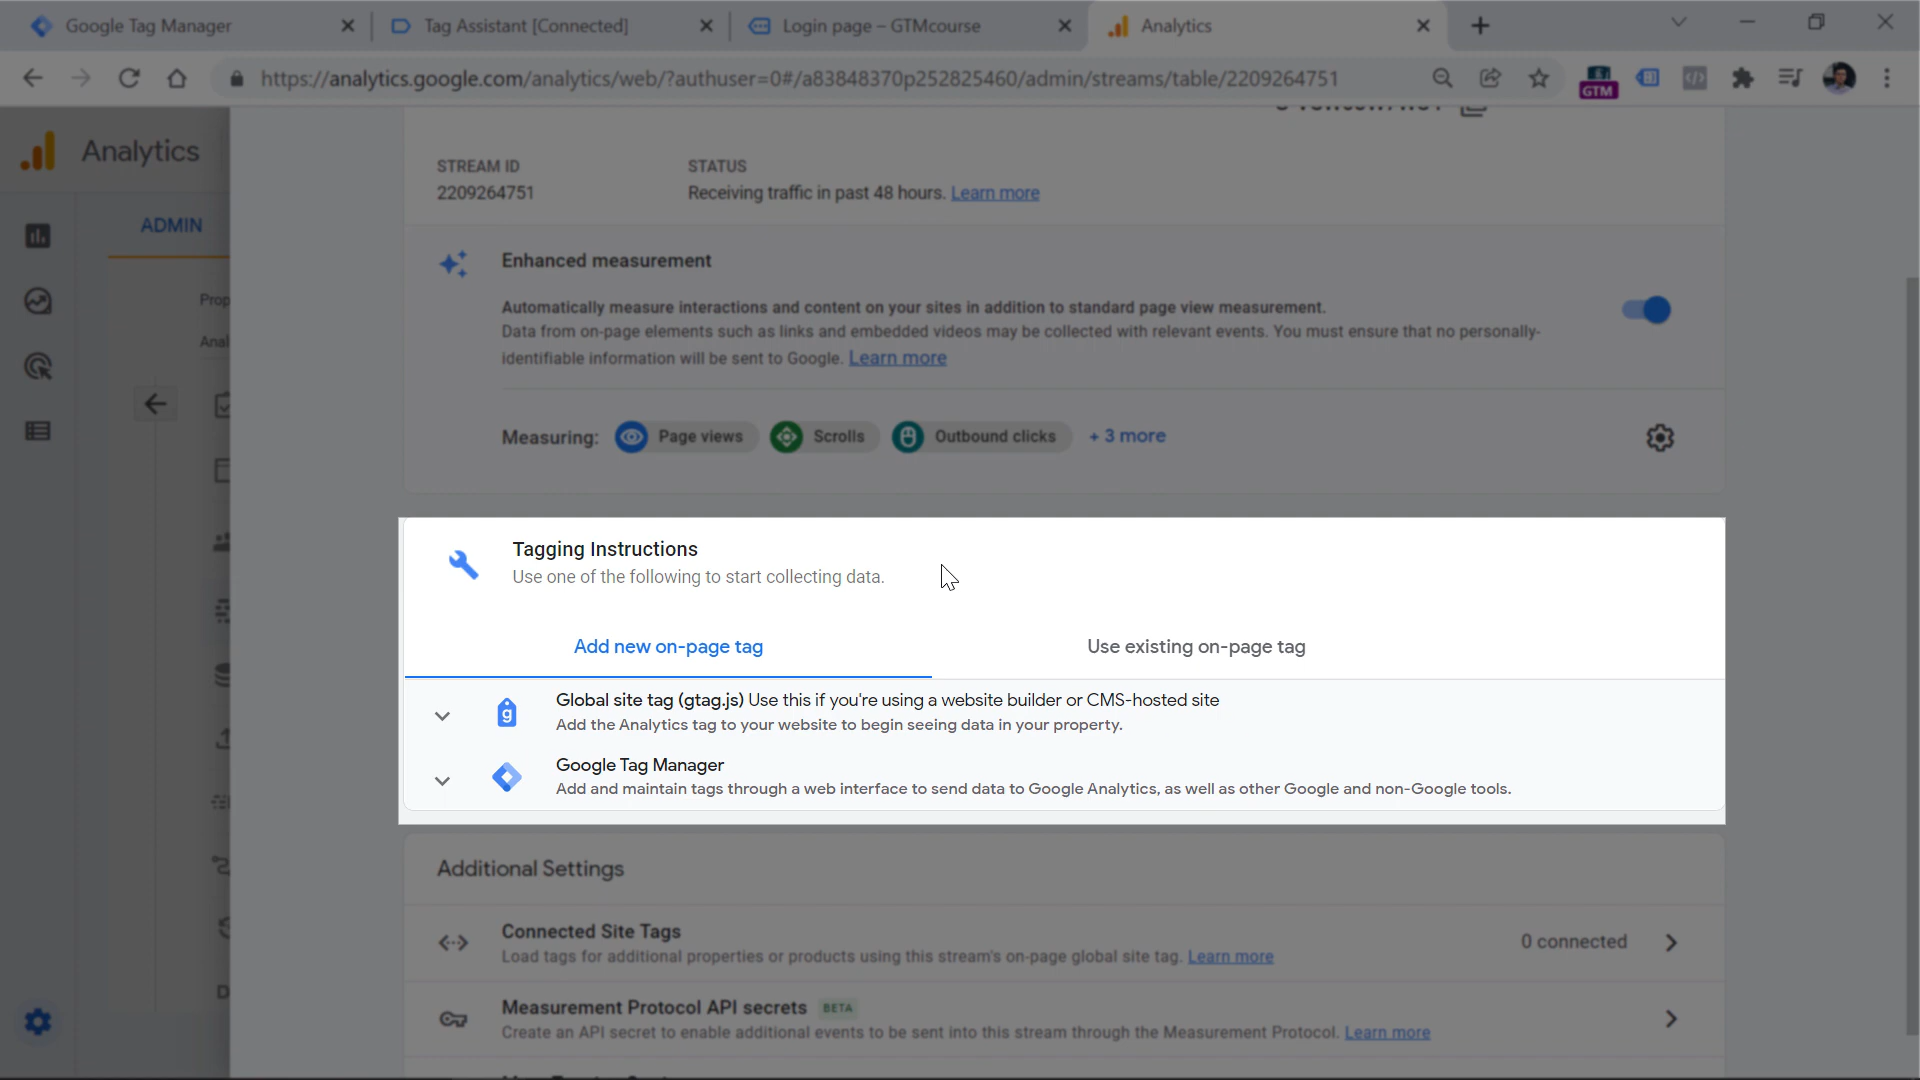 Google Tag Manager
Tag Assistant [Connected]
Login page – GTMcourse
Analytics
https://analytics.google.com/analytics/web/?authuser=0#/a83848370p252825460/admin/streams/table/2209264751
GTM
Analytics
STREAM ID
STATUS
2209264751
Receiving traffic in past 48 hours. Learn more
ADMIN
Enhanced measurement
Prop
Automatically measure interactions and content on your sites in addition to standard page view measurement.
Data from on-page elements such as links and embedded videos may be collected with relevant events. You must ensure that no personally-
Anal
identifiable information will be sent to Google. Learn more
Measuring:
Page views
Scrolls
Outbound clicks
+ 3 more
Tagging Instructions
Use one of the following to start collecting data.
Add new on-page tag
Use existing on-page tag
Global site tag (gtag.js) Use this if you're using a website builder or CMS-hosted site
Add the Analytics tag to your website to begin seeing data in your property.
Google Tag Manager
Add and maintain tags through a web interface to send data to Google Analytics, as well as other Google and non-Google tools.
Additional Settings
Connected Site Tags
0 connected
Load tags for additional properties or products using this stream's on-page global site tag. Learn more
D
Measurement Protocol API secrets BETA
Create an API secret to enable additional events to be sent into this stream through the Measurement Protocol. Learn more